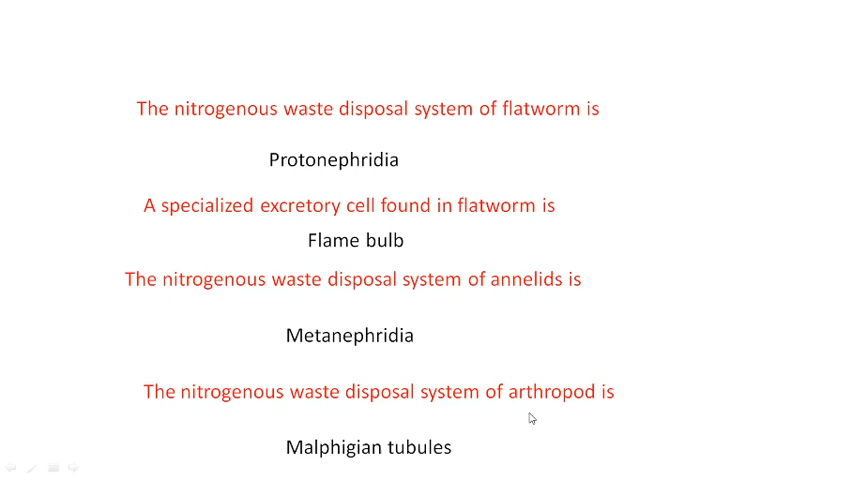 The nitrogenous waste disposal system of flatworm is
Protonephridia
A specialized excretory cell found in flatworm is
Flame bulb
The nitrogenous waste disposal system of annelids is
Metanephridia
The nitrogenous waste disposal system of arthropod is
Malphigian tubules